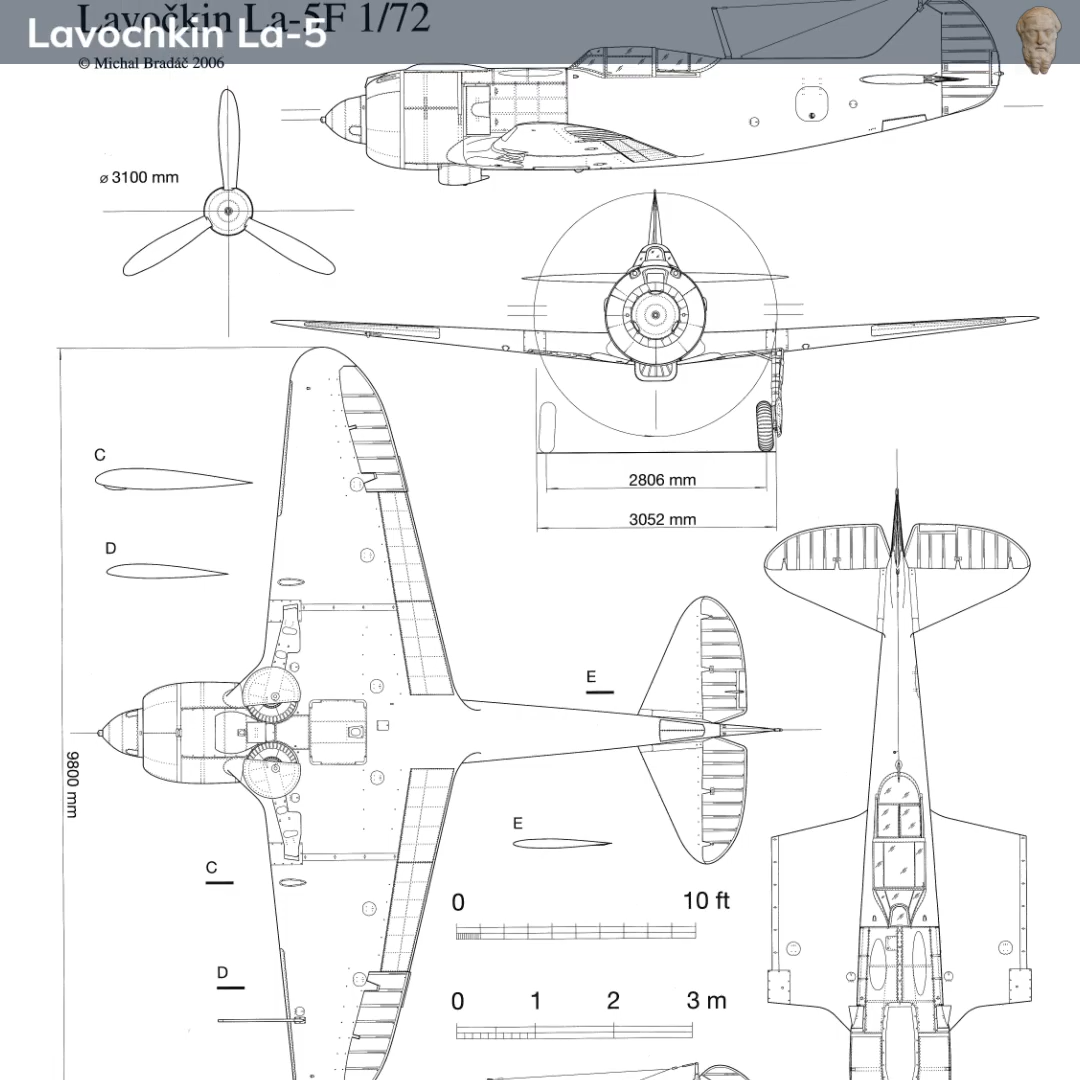 Lavočkin La-5F 1/72
Lavochkin La-5
© Michal Bradáč 2006
⌀ 3100 mm
C
2806 mm
3052 mm
D
E
9800 mm
E
C
0 10 ft
D
0 1 2 3 m